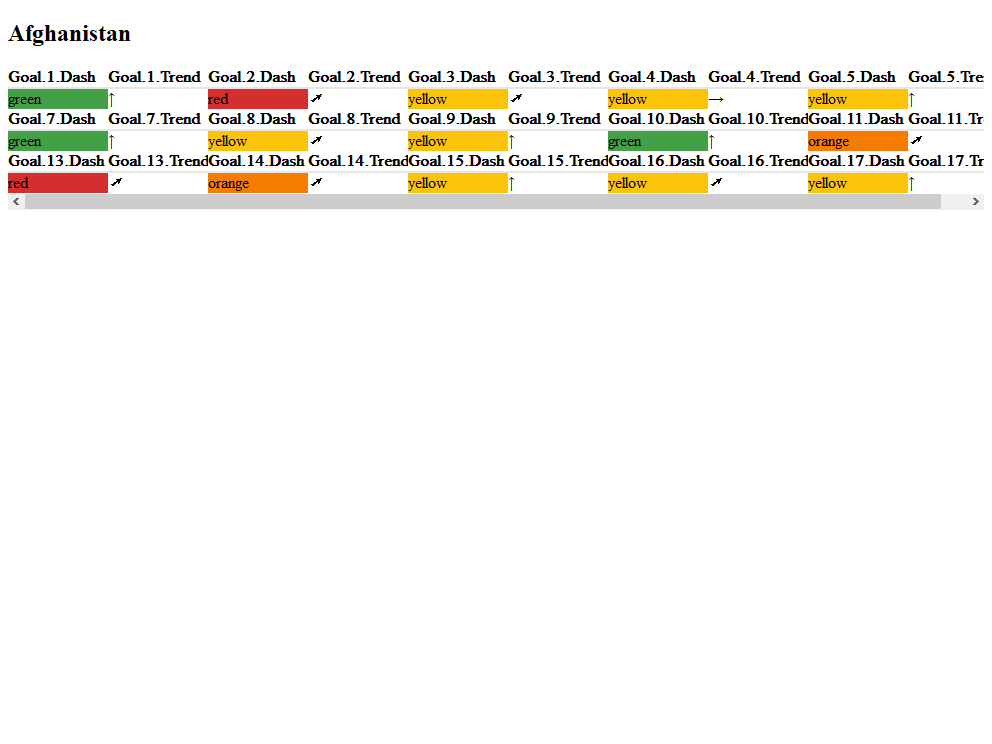 Afghanistan
Goal.1.Dash Goal.1.Trend Goal.2.Dash Goal.2.Trend Goal.3.Dash Goal.3.Trend Goal.4.Dash Goal.4.Trend Goal.5.Dash Goal.5.Tre
green ↑ red ➚ yellow ➚ yellow → yellow ↑
Goal.7.Dash Goal.7.Trend Goal.8.Dash Goal.8.Trend Goal.9.Dash Goal.9.Trend Goal.10.Dash Goal.10.Trend Goal.11.Dash Goal.11.Tr
green ↑ yellow ➚ yellow ↑ green ↑ orange ➚
Goal.13.Dash Goal.13.Trend Goal.14.Dash Goal.14.Trend Goal.15.Dash Goal.15.Trend Goal.16.Dash Goal.16.Trend Goal.17.Dash Goal.17.Tr
red ➚ orange ➚ yellow ↑ yellow ➚ yellow ↑